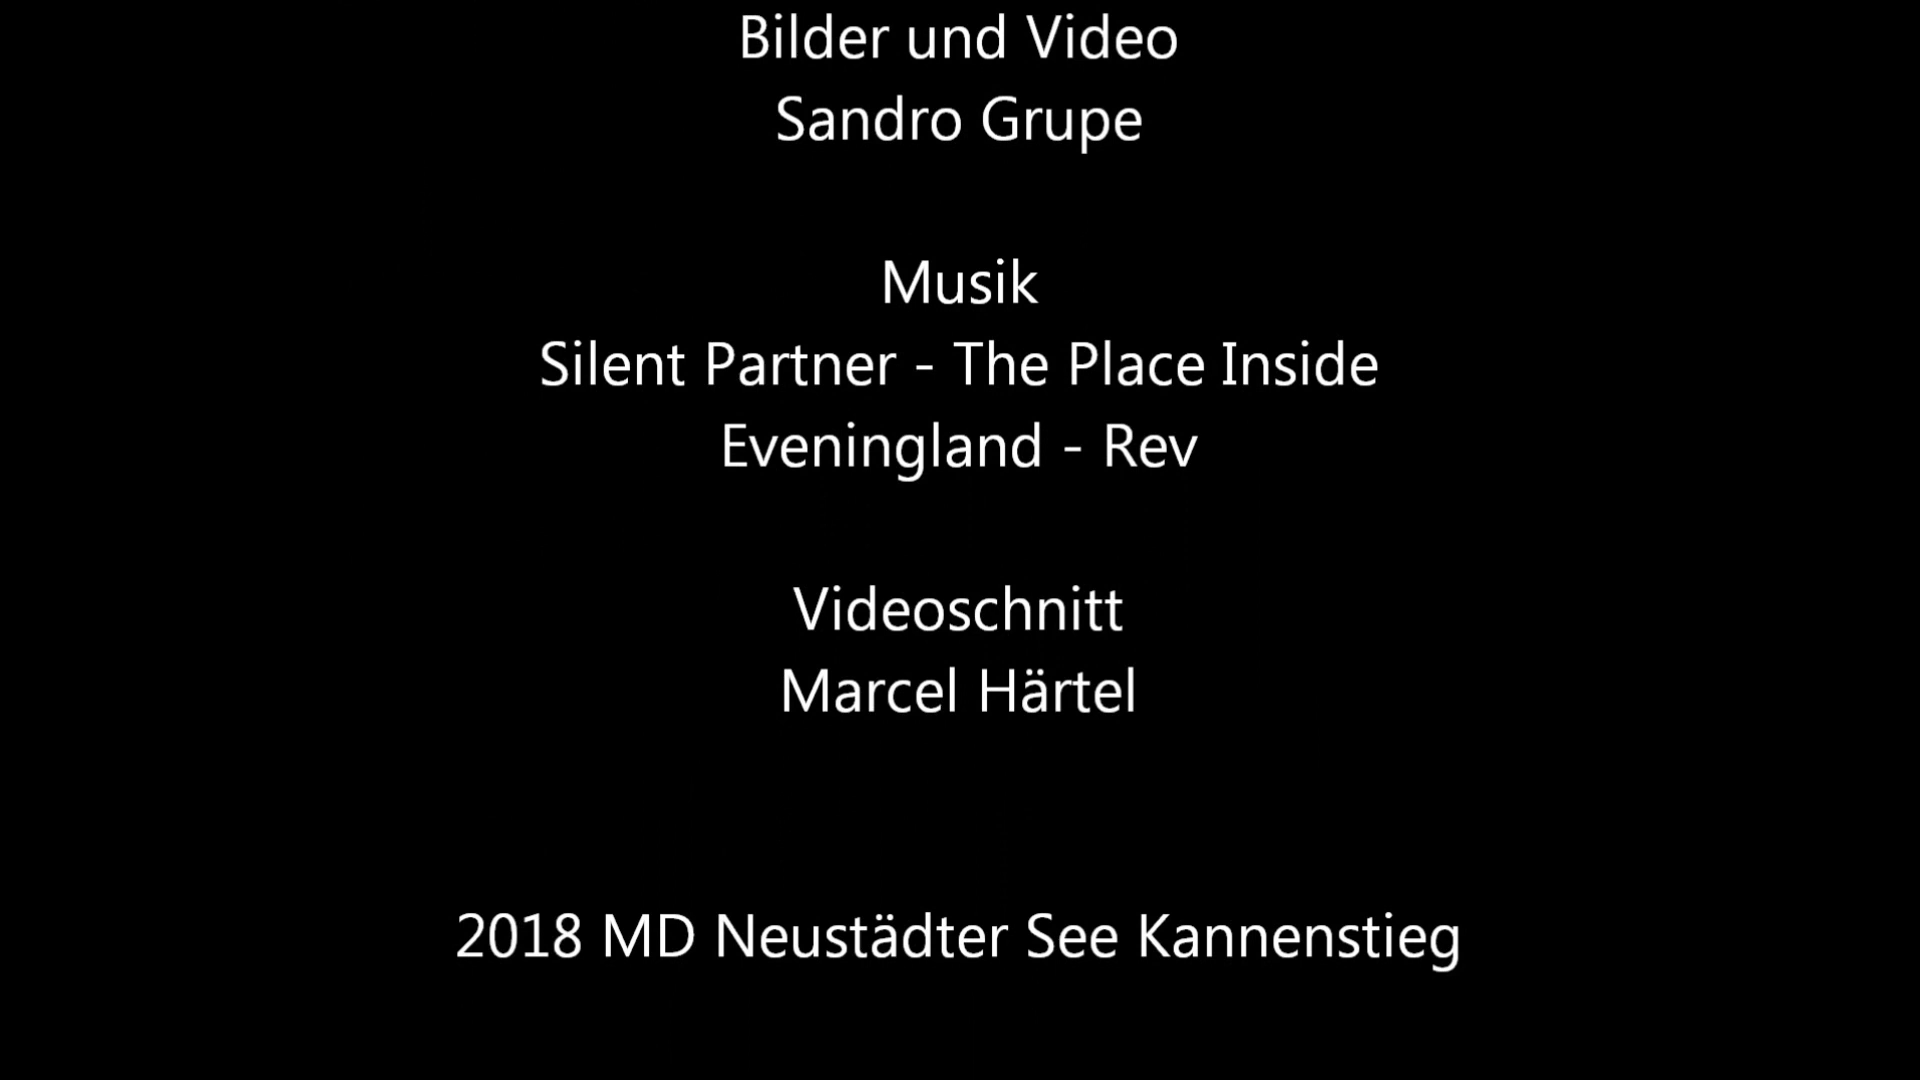 Bilder und Video
Sandro Grupe
Musik
Silent Partner - The Place Inside
Eveningland - Rev
Videoschnitt
Marcel Härtel
2018 MD Neustädter See Kannenstieg